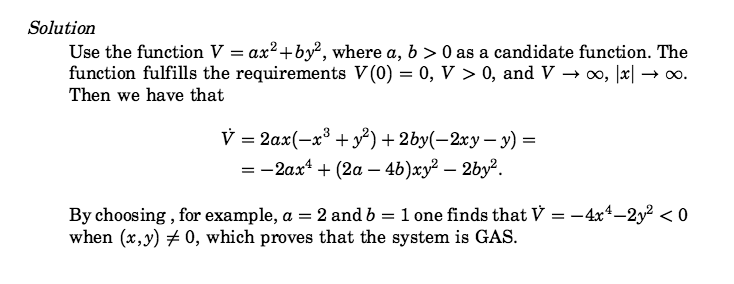 Solution
Use the function V = ax²+by², where a, b > 0 as a candidate function. The
function fulfills the requirements V(0) = 0, V > 0, and V → ∞, |x| → ∞.
Then we have that
V̇ = 2ax(−x³ + y²) + 2by(−2xy − y) =
= −2ax⁴ + (2a − 4b)xy² − 2by².
By choosing , for example, a = 2 and b = 1 one finds that V̇ = −4x⁴−2y² < 0
when (x,y) ≠ 0, which proves that the system is GAS.